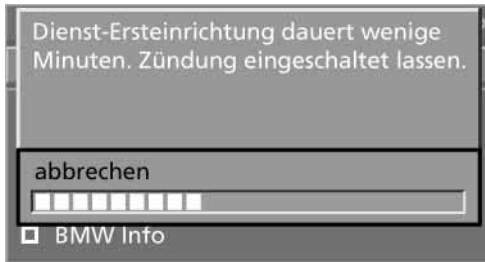 Dienst-Ersteinrichtung dauert wenige
Minuten. Zündung eingeschaltet lassen.
abbrechen
BMW Info